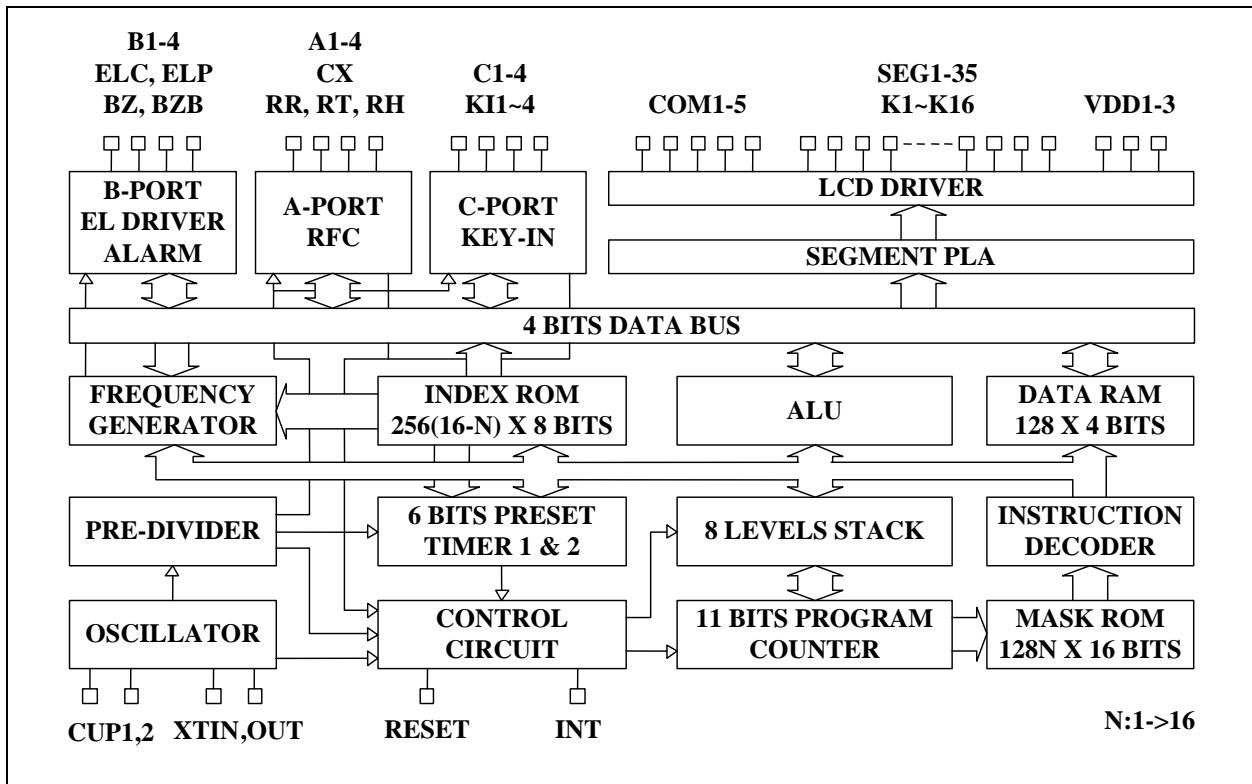 B1-4
ELC, ELP
BZ, BZB
A1-4
CX
RR, RT, RH
C1-4
KI1~4
COM1-5
SEG1-35
K1~K16
VDD1-3
B-PORT
EL DRIVER
ALARM
A-PORT
RFC
C-PORT
KEY-IN
LCD DRIVER
SEGMENT PLA
4 BITS DATA BUS
FREQUENCY
GENERATOR
INDEX ROM
256(16-N) X 8 BITS
ALU
DATA RAM
128 X 4 BITS
PRE-DIVIDER
6 BITS PRESET
TIMER 1 & 2
8 LEVELS STACK
INSTRUCTION
DECODER
OSCILLATOR
CONTROL
CIRCUIT
11 BITS PROGRAM
COUNTER
MASK ROM
128N X 16 BITS
CUP1,2
XTIN,OUT
RESET
INT
N:1->16